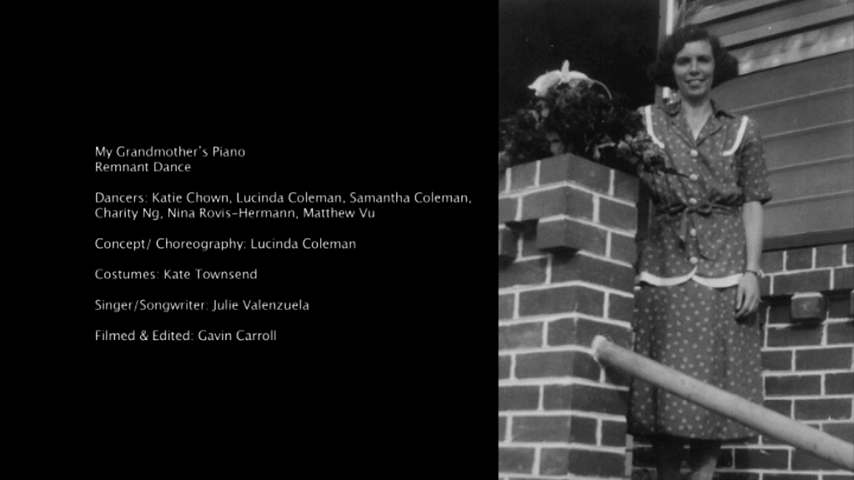 My Grandmother's Piano
Remnant Dance
Dancers: Katie Chown, Lucinda Coleman, Samantha Coleman,
Charity Ng, Nina Rovis-Hermann, Matthew Vu
Concept/ Choreography: Lucinda Coleman
Costumes: Kate Townsend
Singer/Songwriter: Julie Valenzuela
Filmed & Edited: Gavin Carroll